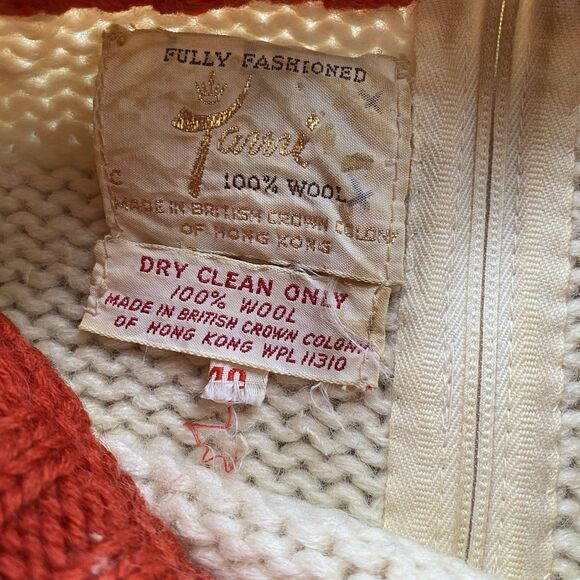 FULLY FASHIONED
Tami
100% WOOL
MADE IN BRITISH CROWN COLONY
OF HONG KONG
DRY CLEAN ONLY
100% WOOL
MADE IN BRITISH CROWN COLONY
OF HONG KONG WPL 11310